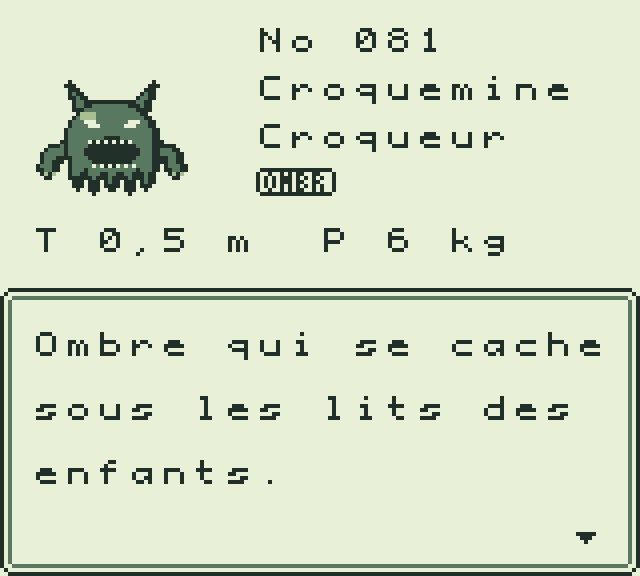 No 081
Croquemine
Croqueur
OMBR
T 0,5 m P 6 kg
Ombre qui se cache
sous les lits des
enfants.